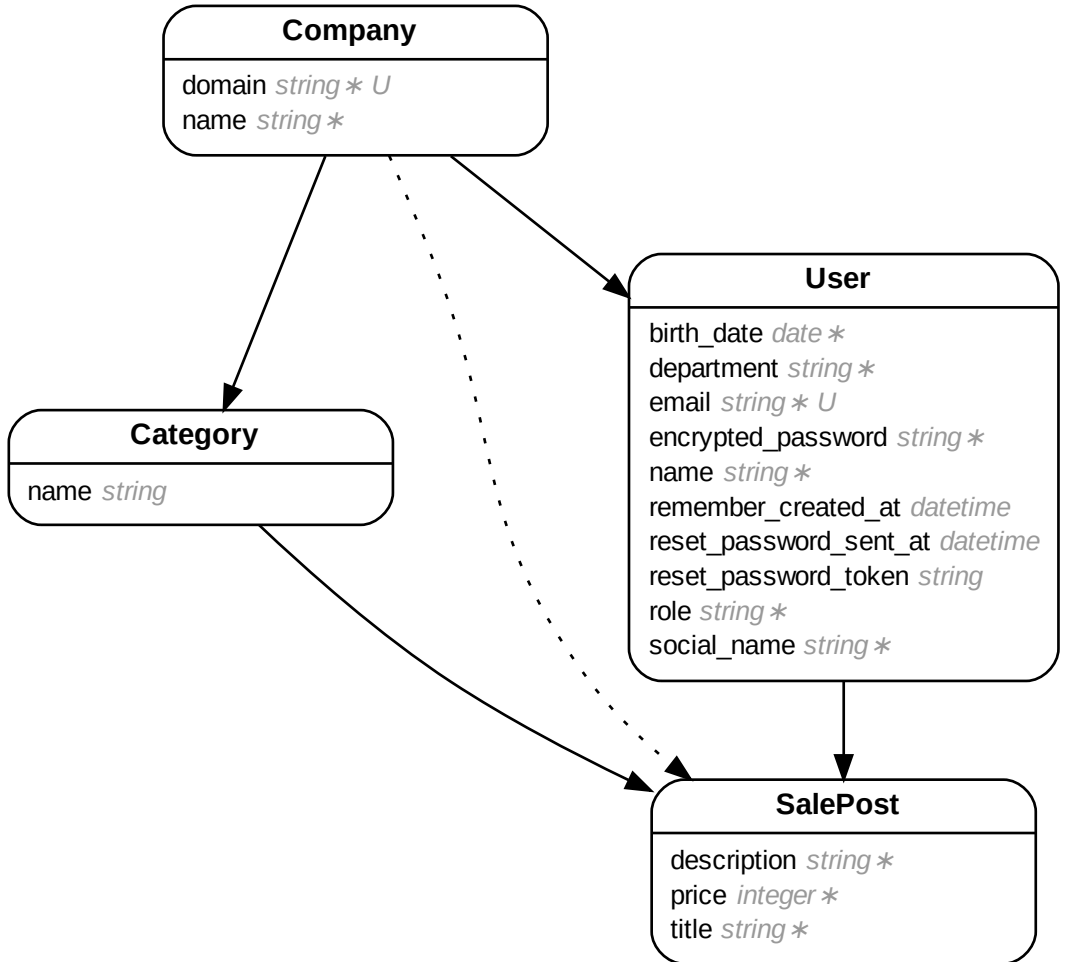 Company
domain string ∗ U
name string ∗
User
birth_date date ∗
department string ∗
email string ∗ U
encrypted_password string ∗
name string ∗
remember_created_at datetime
reset_password_sent_at datetime
reset_password_token string
role string ∗
social_name string ∗
Category
name string
SalePost
description string ∗
price integer ∗
title string ∗